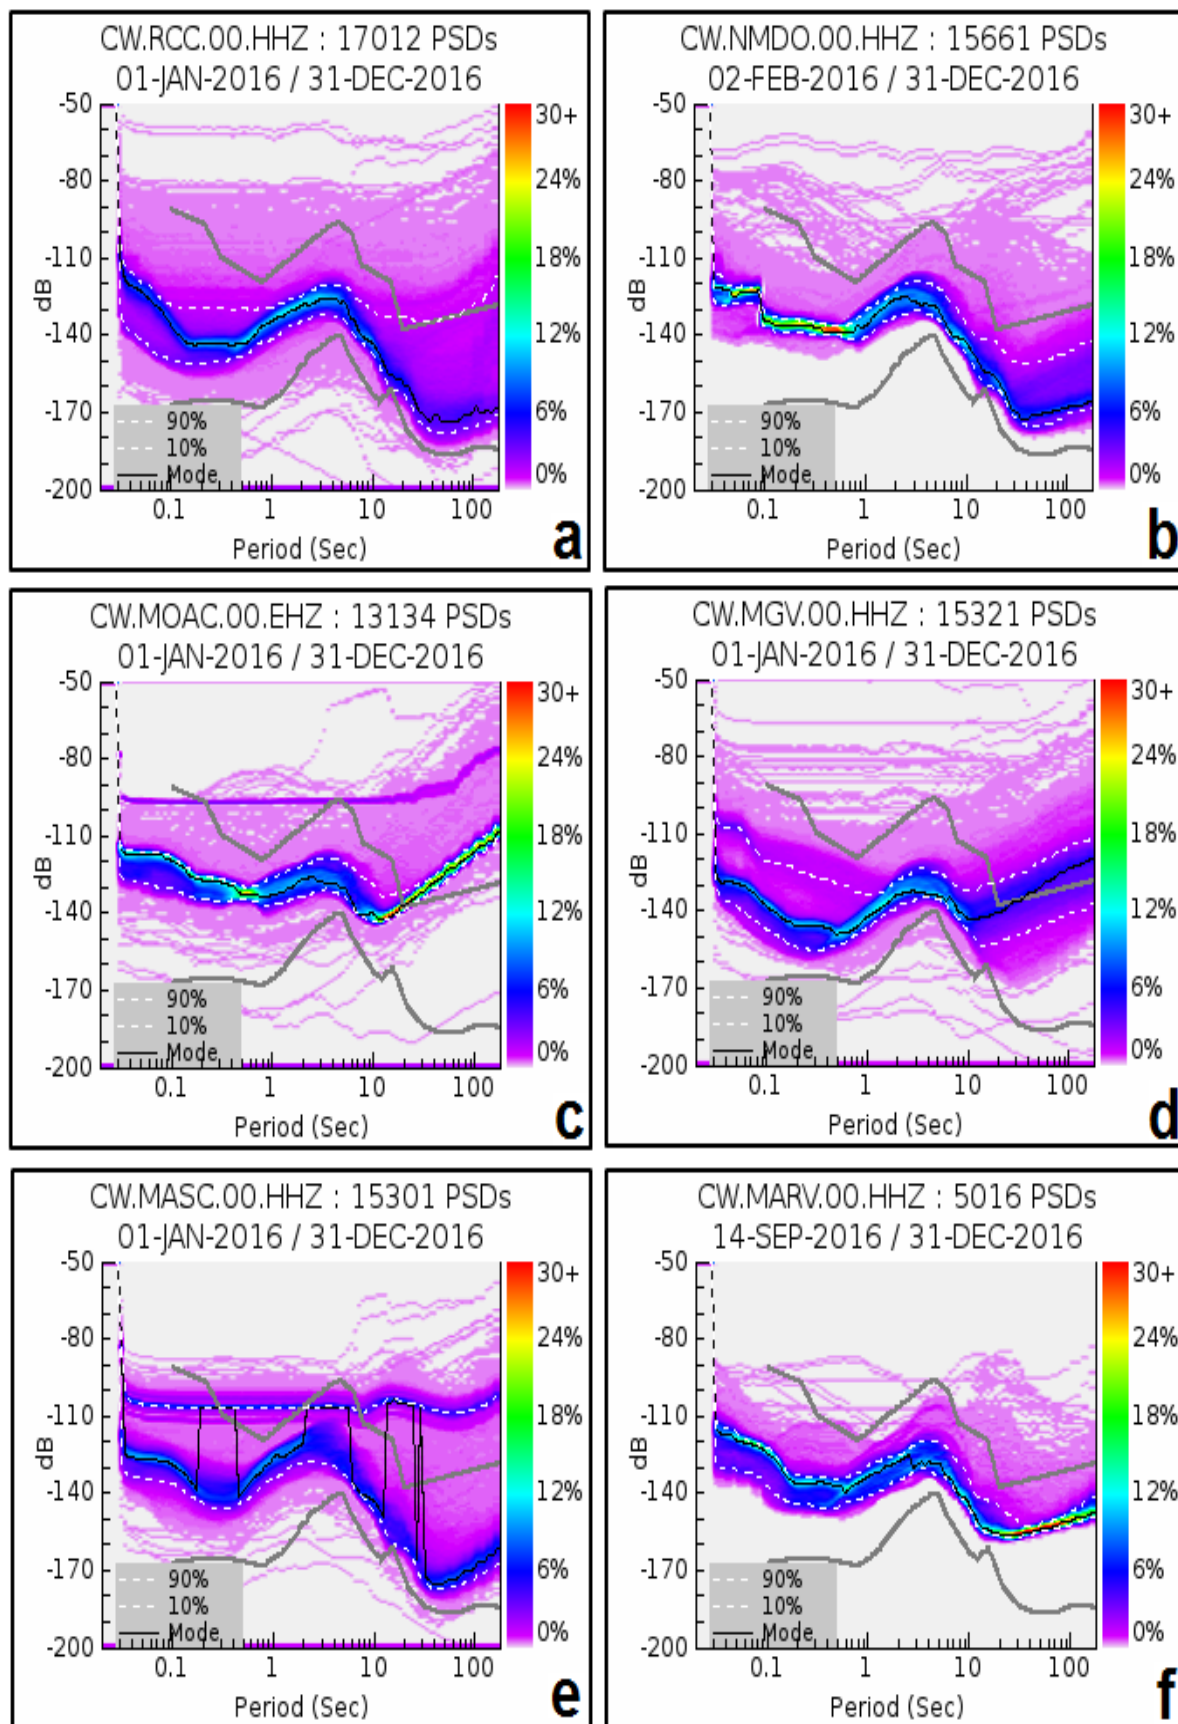 CW.RCC.00.HHZ : 17012 PSDs
01-JAN-2016 / 31-DEC-2016
-50
-80
-110
-140
-170
-200
dB
30+
24%
18%
12%
6%
0%
90%
10%
Mode
0.1 1 10 100
Period (Sec)
a
CW.NMDO.00.HHZ : 15661 PSDs
02-FEB-2016 / 31-DEC-2016
-50
-80
-110
-140
-170
-200
dB
30+
24%
18%
12%
6%
0%
90%
10%
Mode
0.1 1 10 100
Period (Sec)
b
CW.MOAC.00.EHZ : 13134 PSDs
01-JAN-2016 / 31-DEC-2016
-50
-80
-110
-140
-170
-200
dB
30+
24%
18%
12%
6%
0%
90%
10%
Mode
0.1 1 10 100
Period (Sec)
c
CW.MGV.00.HHZ : 15321 PSDs
01-JAN-2016 / 31-DEC-2016
-50
-80
-110
-140
-170
-200
dB
30+
24%
18%
12%
6%
0%
90%
10%
Mode
0.1 1 10 100
Period (Sec)
d
CW.MASC.00.HHZ : 15301 PSDs
01-JAN-2016 / 31-DEC-2016
-50
-80
-110
-140
-170
-200
dB
30+
24%
18%
12%
6%
0%
90%
10%
Mode
0.1 1 10 100
Period (Sec)
e
CW.MARV.00.HHZ : 5016 PSDs
14-SEP-2016 / 31-DEC-2016
-50
-80
-110
-140
-170
-200
dB
30+
24%
18%
12%
6%
0%
90%
10%
Mode
0.1 1 10 100
Period (Sec)
f